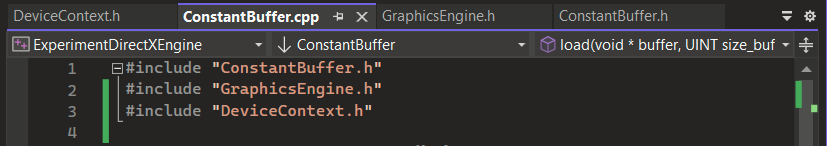 DeviceContext.h ConstantBuffer.cpp GraphicsEngine.h ConstantBuffer.h
ExperimentDirectXEngine ConstantBuffer load(void * buffer, UINT size_buf
1 #include "ConstantBuffer.h"
2 #include "GraphicsEngine.h"
3 #include "DeviceContext.h"
4